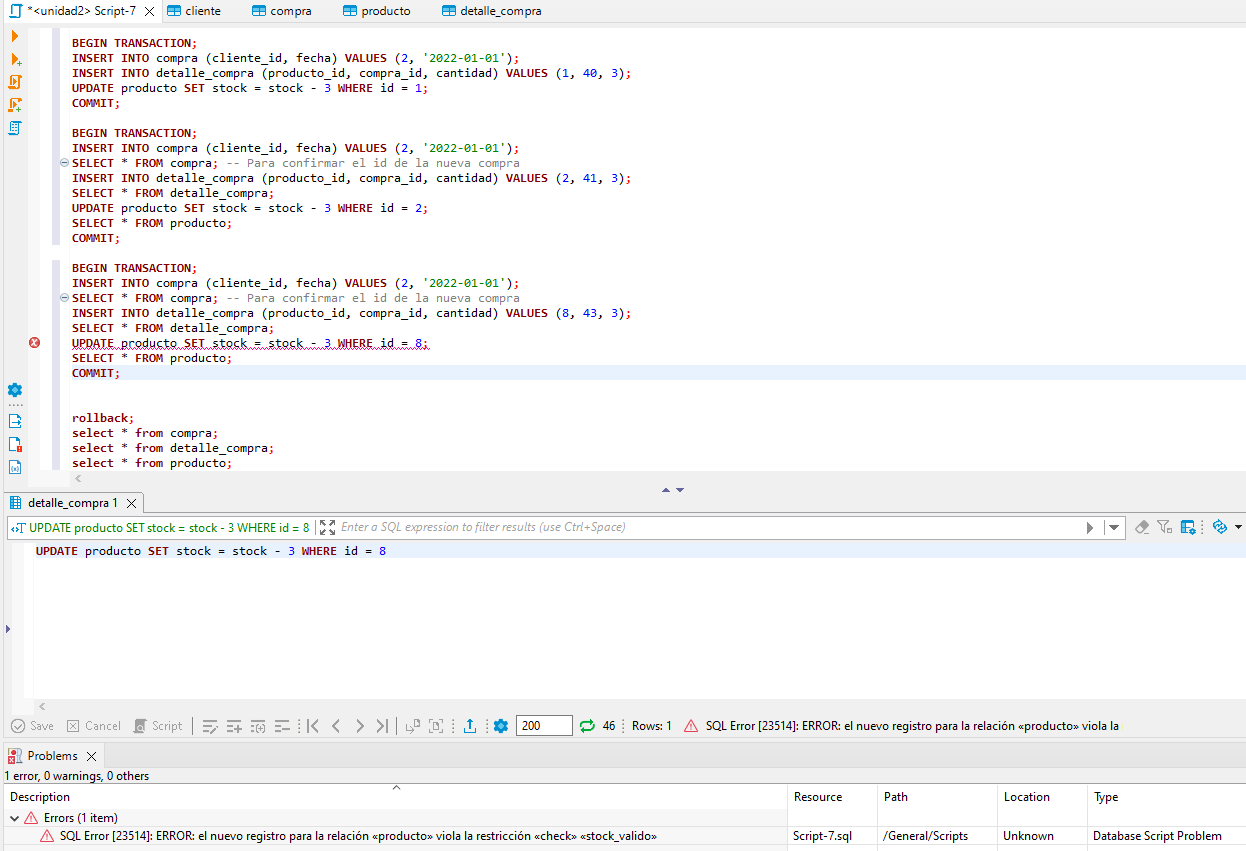 *<unidad2> Script-7 cliente compra producto detalle_compra
BEGIN TRANSACTION;
INSERT INTO compra (cliente_id, fecha) VALUES (2, '2022-01-01');
INSERT INTO detalle_compra (producto_id, compra_id, cantidad) VALUES (1, 40, 3);
UPDATE producto SET stock = stock - 3 WHERE id = 1;
COMMIT;
BEGIN TRANSACTION;
INSERT INTO compra (cliente_id, fecha) VALUES (2, '2022-01-01');
SELECT * FROM compra; -- Para confirmar el id de la nueva compra
INSERT INTO detalle_compra (producto_id, compra_id, cantidad) VALUES (2, 41, 3);
SELECT * FROM detalle_compra;
UPDATE producto SET stock = stock - 3 WHERE id = 2;
SELECT * FROM producto;
COMMIT;
BEGIN TRANSACTION;
INSERT INTO compra (cliente_id, fecha) VALUES (2, '2022-01-01');
SELECT * FROM compra; -- Para confirmar el id de la nueva compra
INSERT INTO detalle_compra (producto_id, compra_id, cantidad) VALUES (8, 43, 3);
SELECT * FROM detalle_compra;
UPDATE producto SET stock = stock - 3 WHERE id = 8;
SELECT * FROM producto;
COMMIT;
rollback;
select * from compra;
select * from detalle_compra;
select * from producto;
detalle_compra 1
UPDATE producto SET stock = stock - 3 WHERE id = 8 Enter a SQL expression to filter results (use Ctrl+Space)
UPDATE producto SET stock = stock - 3 WHERE id = 8
Save Cancel Script 200 46 Rows: 1 SQL Error [23514]: ERROR: el nuevo registro para la relación «producto» viola la
Problems
1 error, 0 warnings, 0 others
Description Resource Path Location Type
Errors (1 item)
SQL Error [23514]: ERROR: el nuevo registro para la relación «producto» viola la restricción «check» «stock_valido» Script-7.sql /General/Scripts Unknown Database Script Problem